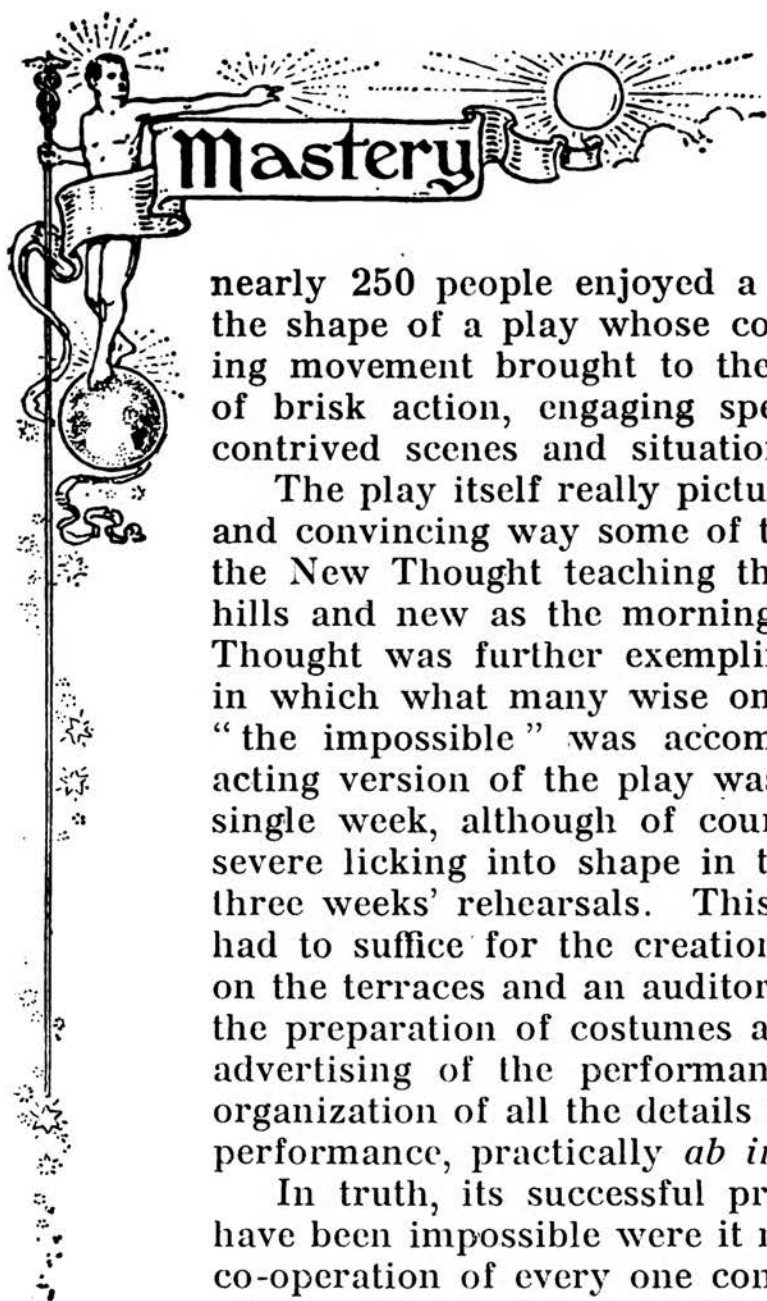 Mastery
nearly 250 people enjoyed a
the shape of a play whose co
ing movement brought to the
of brisk action, engaging spe
contrived scenes and situation
The play itself really pictu
and convincing way some of t
the New Thought teaching th
hills and new as the morning
Thought was further exempli
in which what many wise on
“ the impossible ” was accom
acting version of the play was
single week, although of cour
severe licking into shape in t
three weeks’ rehearsals. This
had to suffice for the creation
on the terraces and an auditor
the preparation of costumes a
advertising of the performan
organization of all the details
performance, practically ab in
In truth, its successful pr
have been impossible were it n
co-operation of every one con